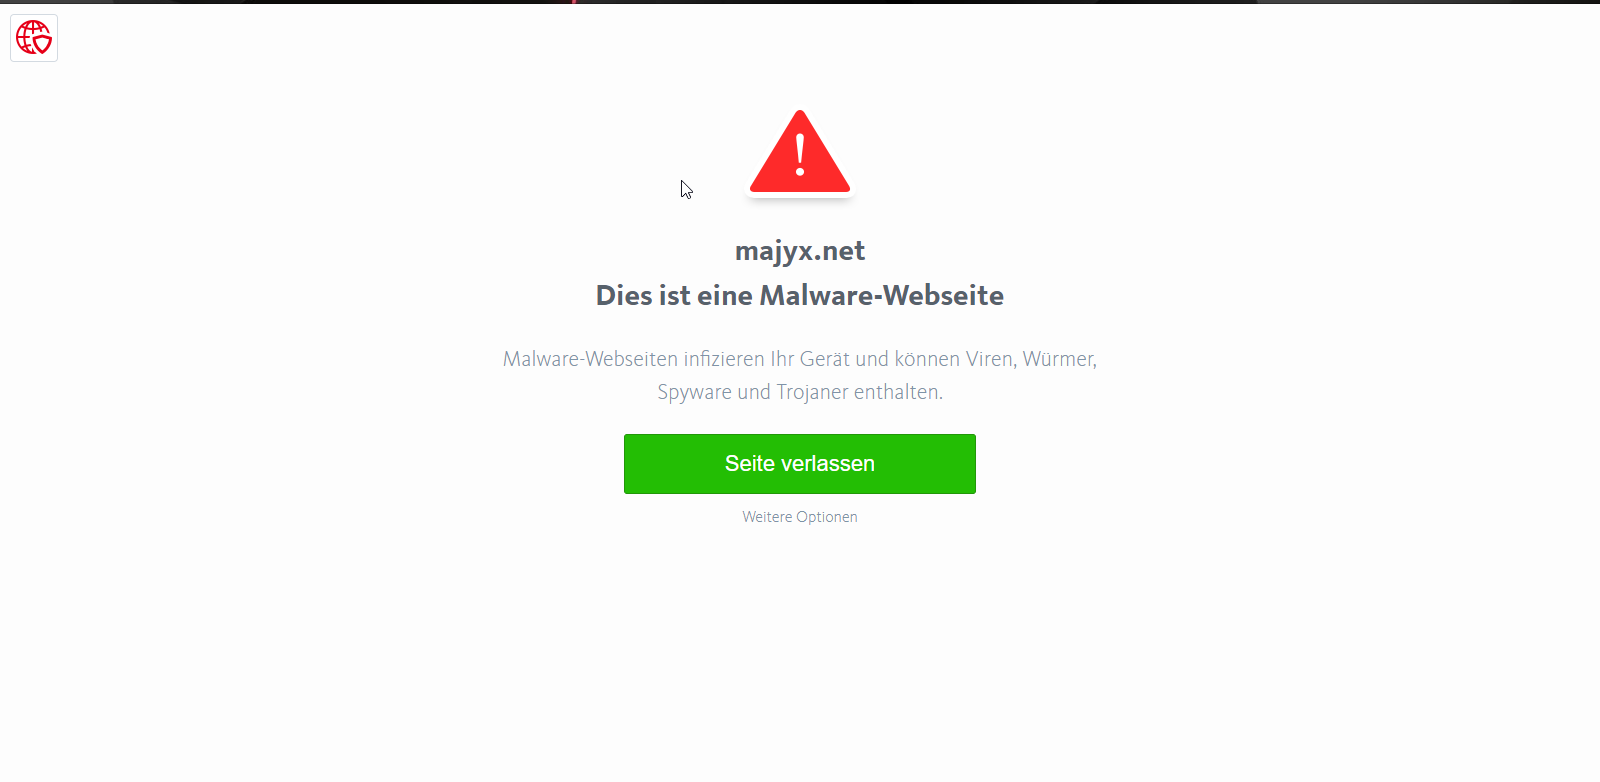 majyx.net
Dies ist eine Malware-Webseite
Malware-Webseiten infizieren Ihr Gerät und können Viren, Würmer,
Spyware und Trojaner enthalten.
Seite verlassen
Weitere Optionen